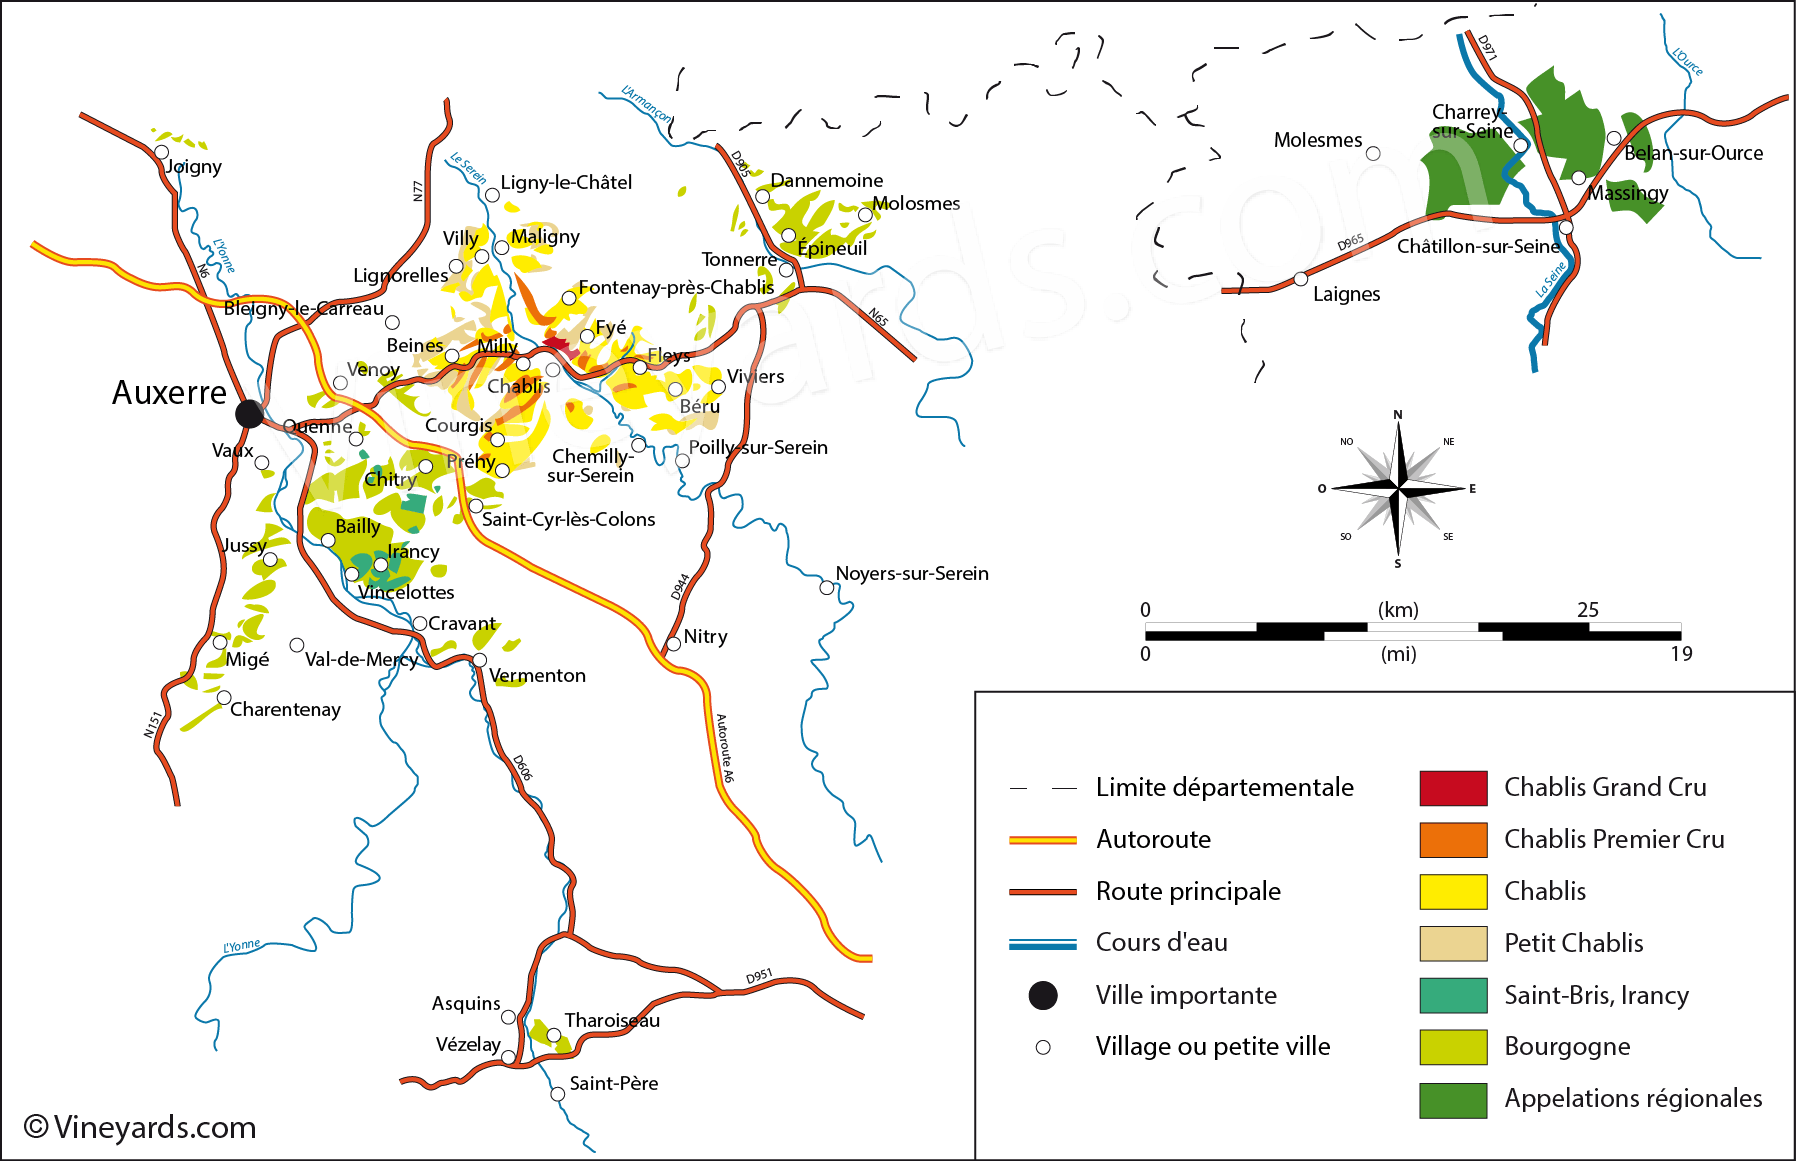 L'Armançon
D971
L'Ource
Charrey-
sur-Seine
Molesmes
Belan-sur-Ource
Massingy
D965
Châtillon-sur-Seine
La Seine
Laignes
Joigny
N77
Le Serein
Ligny-le-Châtel
D905
Dannemoine
Molosmes
Villy
Maligny
Épineuil
L'Yonne
N6
Lignorelles
Tonnerre
Fontenay-près-Chablis
Bleigny-le-Carreau
N65
Fyé
Beines
Milly
Fleys
Venoy
Chablis
Viviers
Auxerre
Béru
Quenne
Courgis
Vaux
Préhy
Chemilly-
sur-Serein
Poilly-sur-Serein
Chitry
Saint-Cyr-lès-Colons
Bailly
Jussy
Irancy
Vincelottes
D944
Noyers-sur-Serein
Cravant
Nitry
Migé
Val-de-Mercy
Vermenton
Charentenay
N151
Autoroute A6
D606
L'Yonne
D951
Asquins
Tharoiseau
Vézelay
Saint-Père
N
NO
NE
O
E
SO
SE
S
0 (km) 25
0 (mi) 19
Limite départementale
Autoroute
Route principale
Cours d'eau
Ville importante
Village ou petite ville
Chablis Grand Cru
Chablis Premier Cru
Chablis
Petit Chablis
Saint-Bris, Irancy
Bourgogne
Appelations régionales
© Vineyards.com